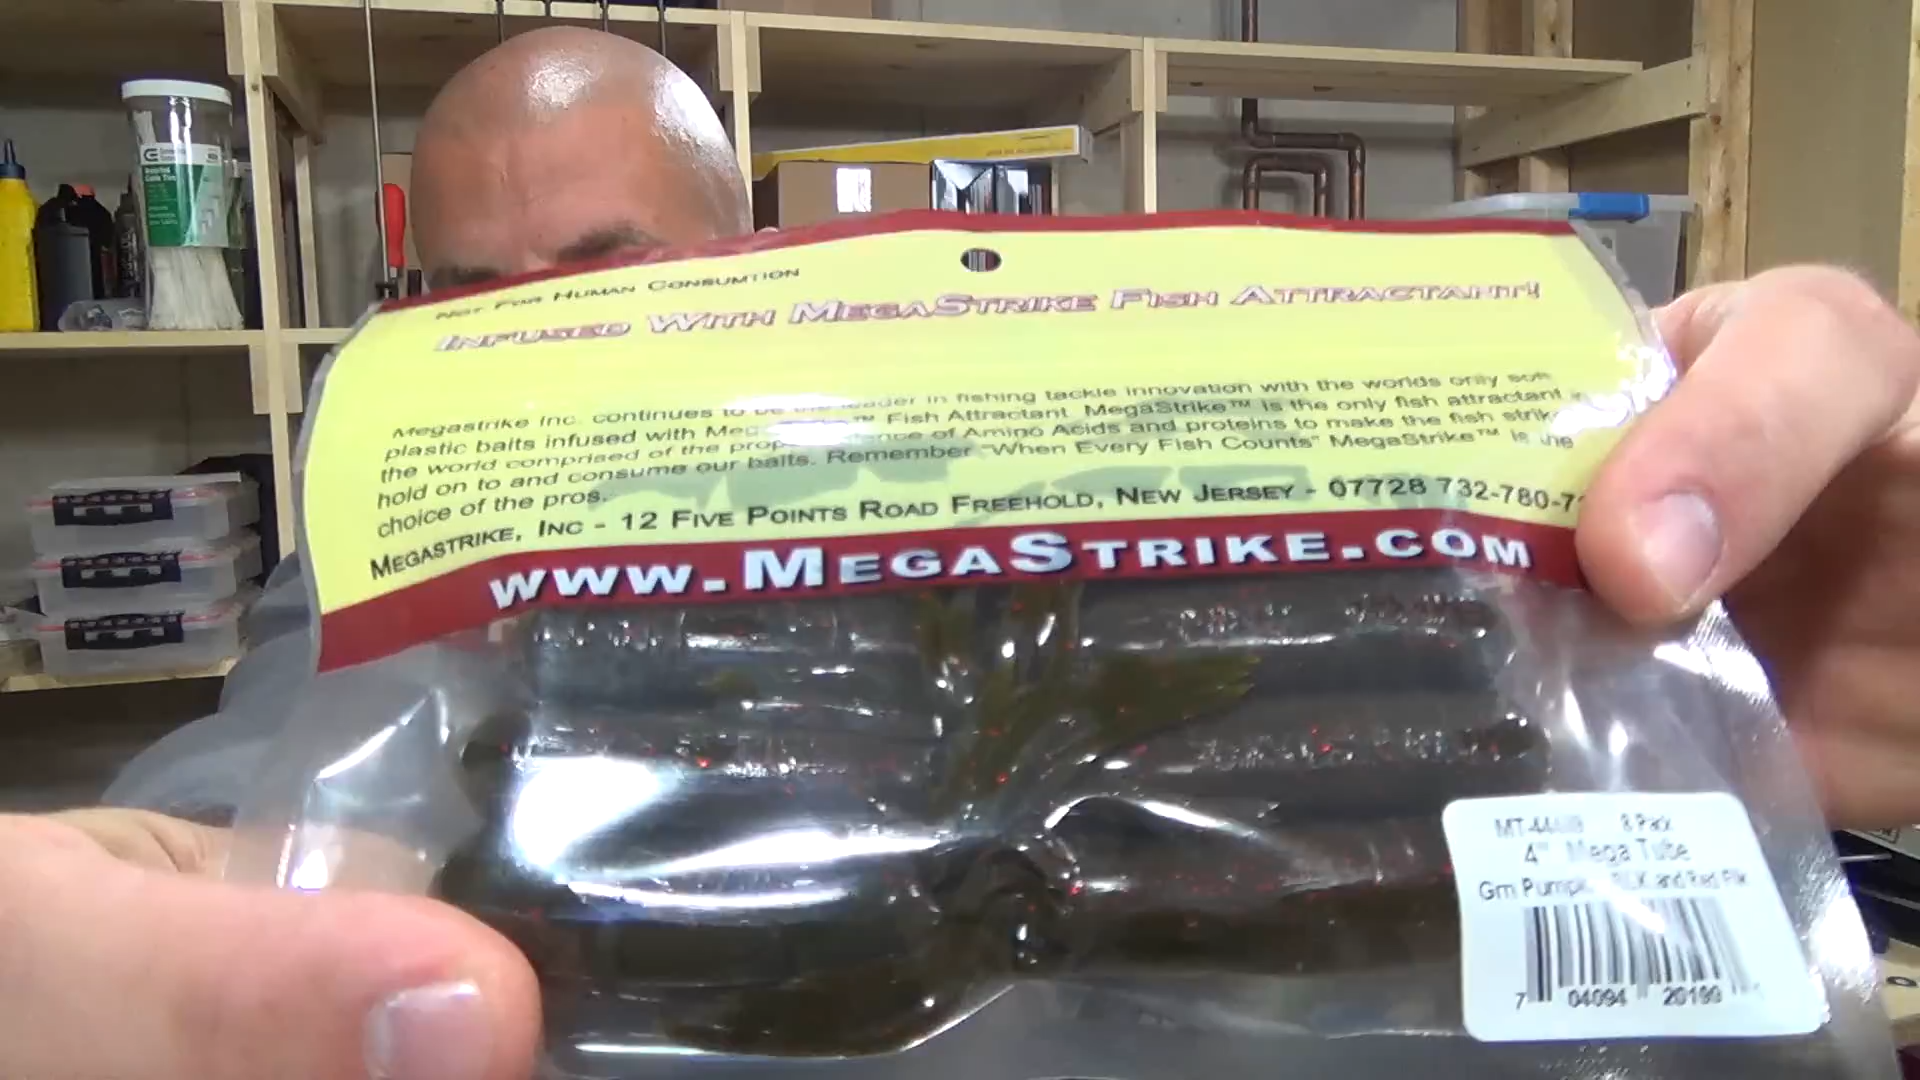 Not For Human Consumtion
Infused With MegaStrike Fish Attractant!
Megastrike Inc. continues to be the leader in fishing tackle innovation with the worlds only soft
plastic baits infused with Fish Attractant. MegaStrike™ is the only fish attractant in
the world comprised of the of Amino Acids and proteins to make the fish strike
hold on to and consume our baits. Remember "When Every Fish Counts" MegaStrike™ is the
choice of the pros.
MegaStrike, Inc - 12 Five Points Road Freehold, New Jersey - 07728 732-780-7
www.MegaStrike.com
8 Pack
4" Mega Tube
Grn BLK and Red Flk
7 04094 20199